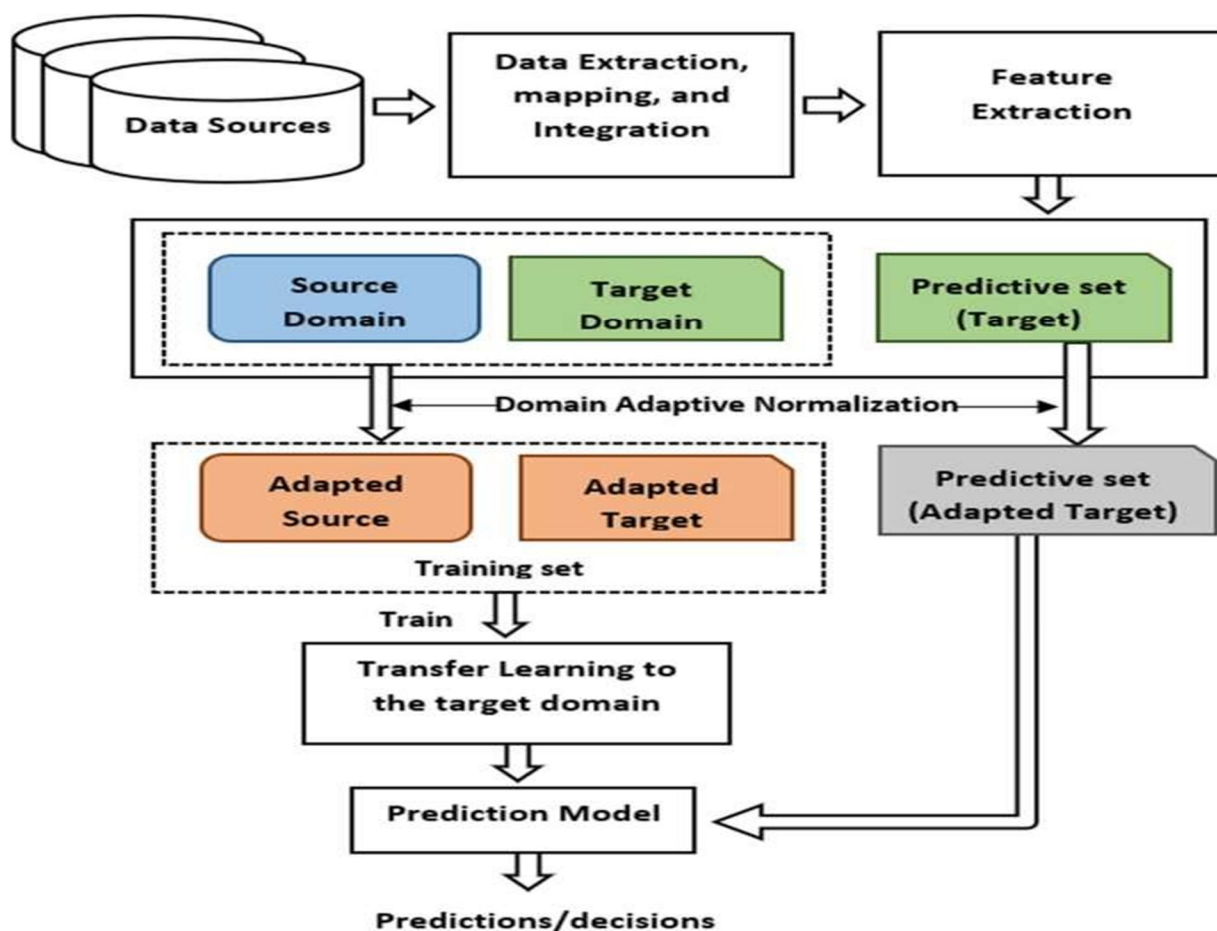 Data Sources
Data Extraction,
mapping, and
Integration
Feature
Extraction
Source
Domain
Target
Domain
Predictive set
(Target)
Domain Adaptive Normalization
Adapted
Source
Adapted
Target
Predictive set
(Adapted Target)
Training set
Train
Transfer Learning to
the target domain
Prediction Model
Predictions/decisions